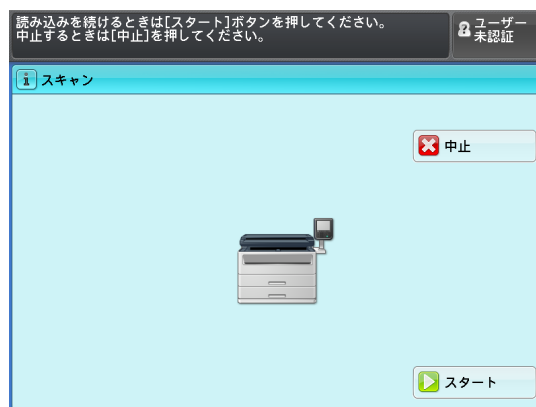 読み込みを続けるときは[スタート]ボタンを押してください。
中止するときは[中止]を押してください。
ユーザー
未認証
スキャン
中止
スタート